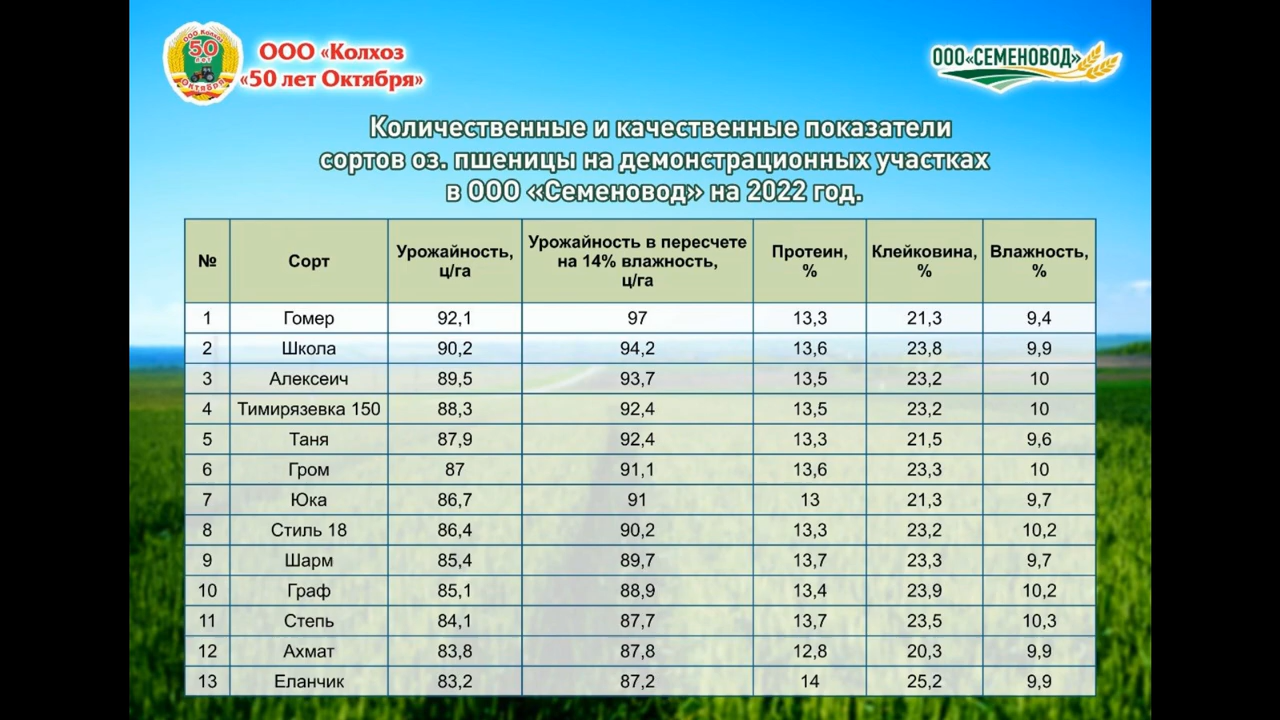 ООО Колхоз
50
лет
Октября
ООО «Колхоз
«50 лет Октября»
ООО«СЕМЕНОВОД»
Количественные и качественные показатели
сортов оз. пшеницы на демонстрационных участках
в ООО «Семеновод» на 2022 год.
№ Сорт Урожайность, ц/га Урожайность в пересчете на 14% влажность, ц/га Протеин, % Клейковина, % Влажность, %
1 Гомер 92,1 97 13,3 21,3 9,4
2 Школа 90,2 94,2 13,6 23,8 9,9
3 Алексеич 89,5 93,7 13,5 23,2 10
4 Тимирязевка 150 88,3 92,4 13,5 23,2 10
5 Таня 87,9 92,4 13,3 21,5 9,6
6 Гром 87 91,1 13,6 23,3 10
7 Юка 86,7 91 13 21,3 9,7
8 Стиль 18 86,4 90,2 13,3 23,2 10,2
9 Шарм 85,4 89,7 13,7 23,3 9,7
10 Граф 85,1 88,9 13,4 23,9 10,2
11 Степь 84,1 87,7 13,7 23,5 10,3
12 Ахмат 83,8 87,8 12,8 20,3 9,9
13 Еланчик 83,2 87,2 14 25,2 9,9